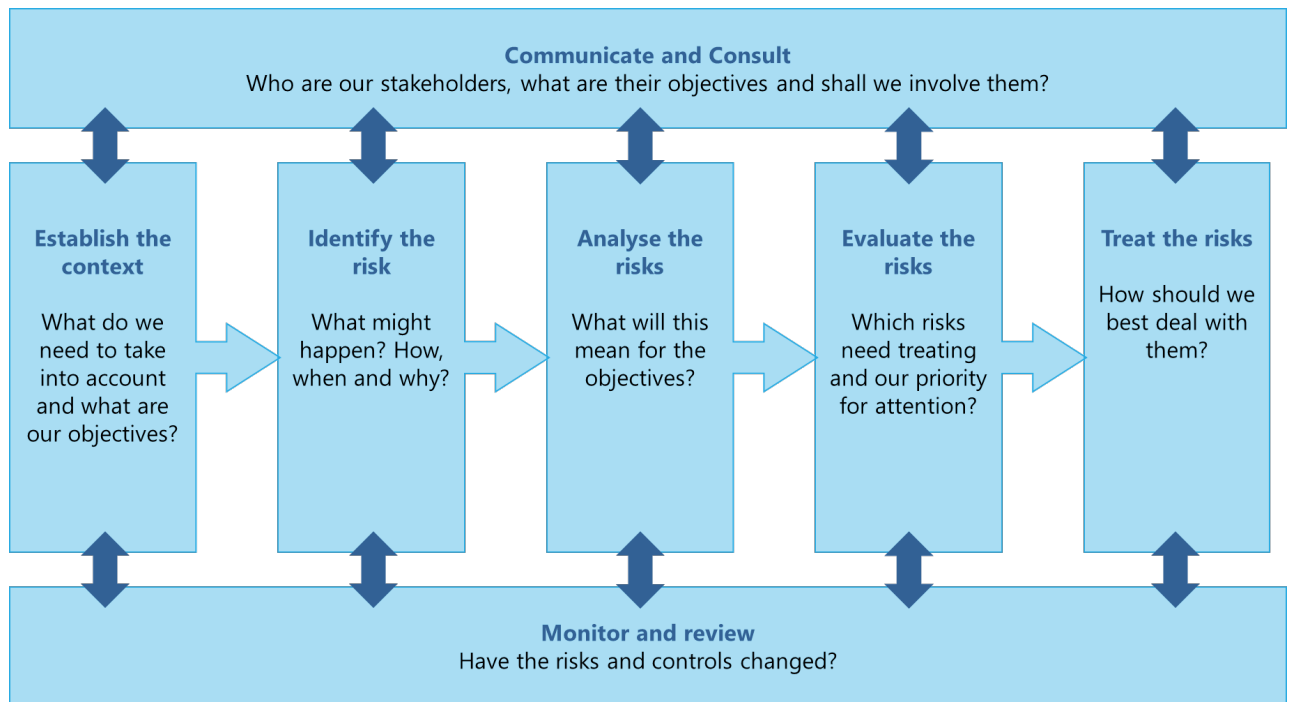 Communicate and Consult
Who are our stakeholders, what are their objectives and shall we involve them?
Establish the
context
What do we
need to take
into account
and what are
our objectives?
Identify the
risk
What might
happen? How,
when and why?
Analyse the
risks
What will this
mean for the
objectives?
Evaluate the
risks
Which risks
need treating
and our priority
for attention?
Treat the risks
How should we
best deal with
them?
Monitor and review
Have the risks and controls changed?